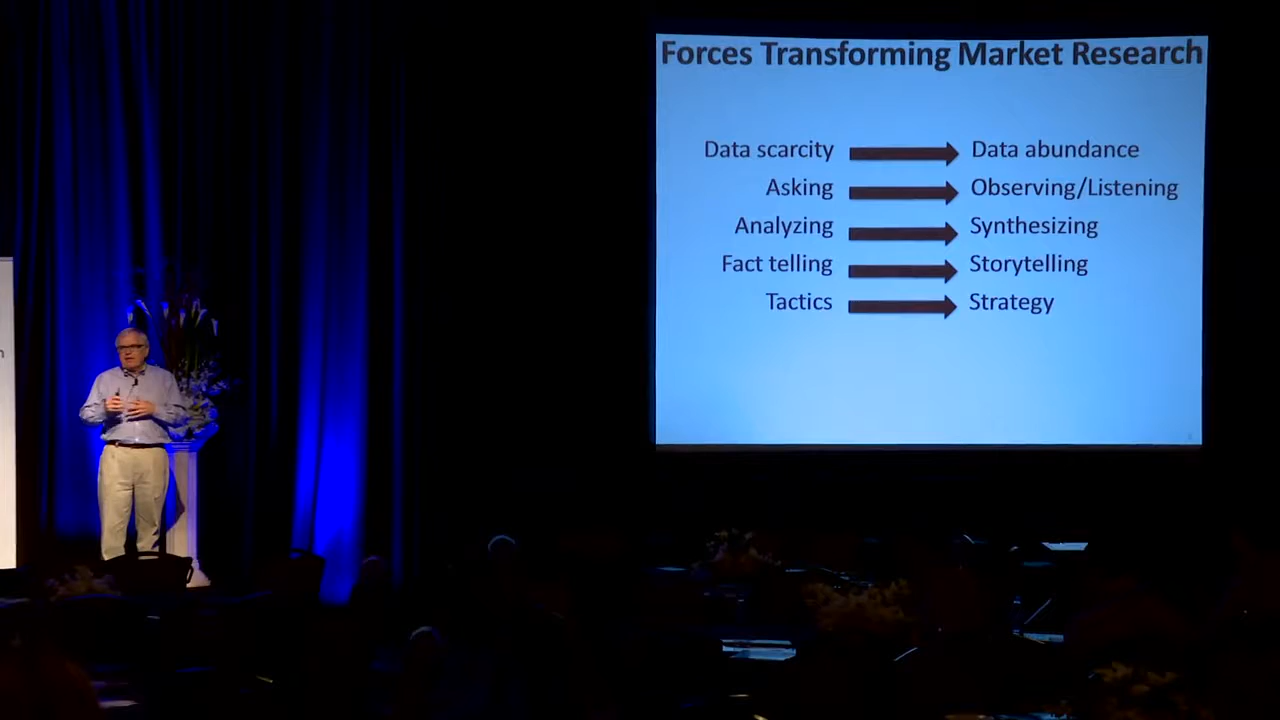 Forces Transforming Market Research
Data scarcity Data abundance
Asking Observing/Listening
Analyzing Synthesizing
Fact telling Storytelling
Tactics Strategy